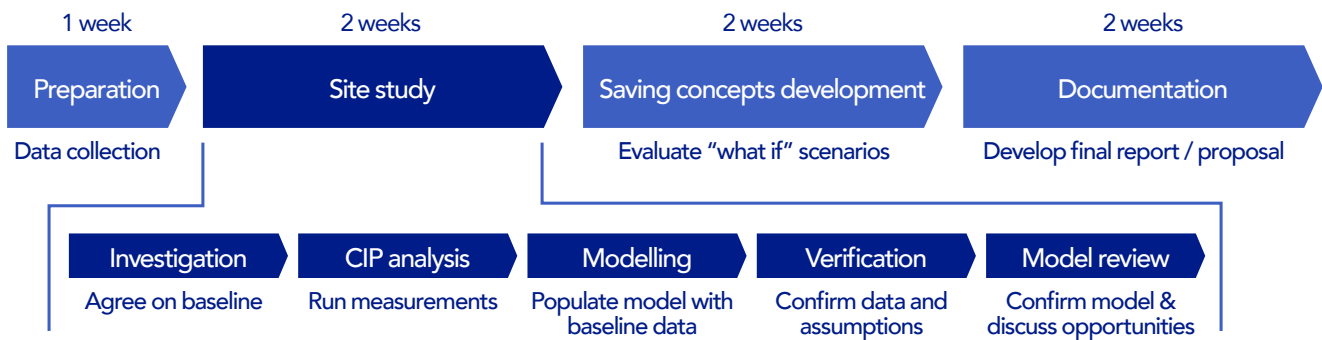 1 week
2 weeks
2 weeks
2 weeks
Preparation
Site study
Saving concepts development
Documentation
Data collection
Evaluate “what if” scenarios
Develop final report / proposal
Investigation
CIP analysis
Modelling
Verification
Model review
Agree on baseline
Run measurements
Populate model with
baseline data
Confirm data and
assumptions
Confirm model &
discuss opportunities